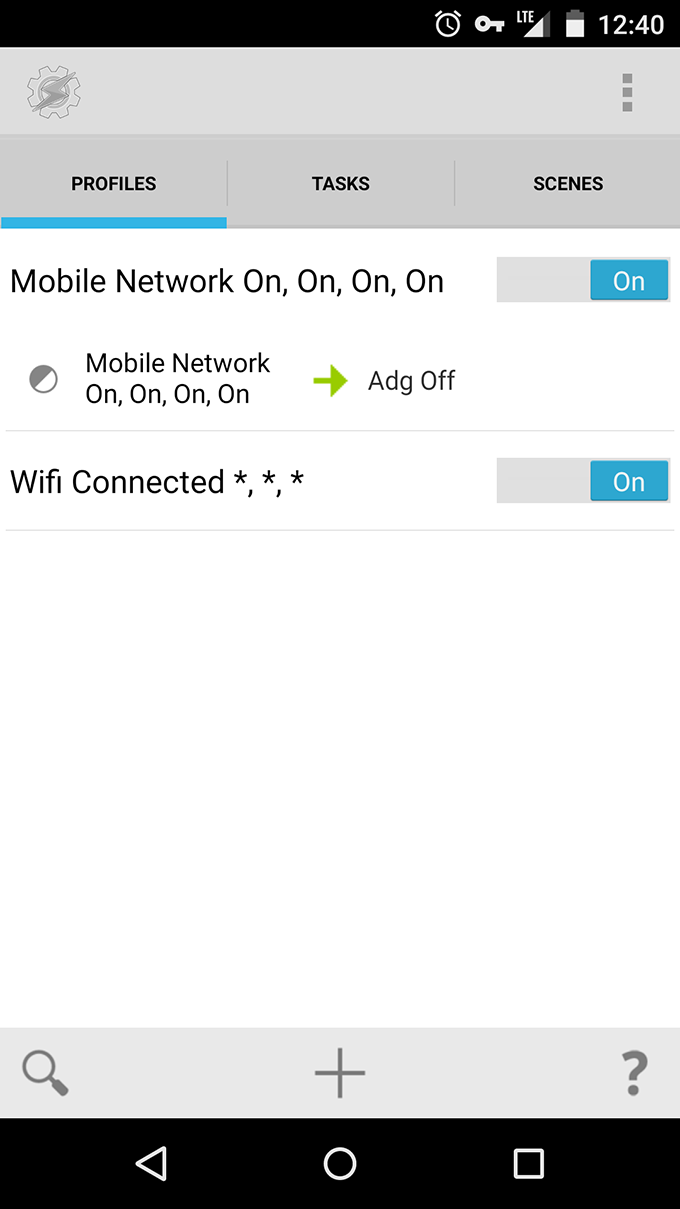 LTE 12:40
PROFILES TASKS SCENES
Mobile Network On, On, On, On On
Mobile Network
On, On, On, On
Adg Off
Wifi Connected *, *, * On
?